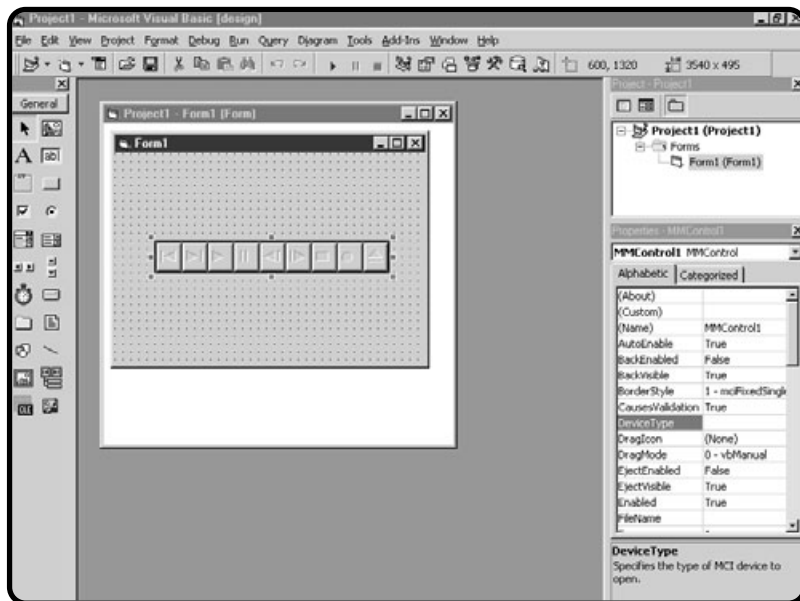 Project1 - Microsoft Visual Basic [design]
File Edit View Project Format Debug Run Query Diagram Tools Add-Ins Window Help
600, 1320 3540 x 495
General
A ab
OLE
Project1 - Form1 (Form)
Form1
Project - Project1
Project1 (Project1)
Forms
Form1 (Form1)
Properties - MMControl1
MMControl1 MMControl
Alphabetic Categorized
(About)
(Custom)
(Name) MMControl1
AutoEnable True
BackEnabled False
BackVisible True
BorderStyle 1 - mciFixedSingle
CausesValidation True
DeviceType
DragIcon (None)
DragMode 0 - vbManual
EjectEnabled False
EjectVisible True
Enabled True
FileName
DeviceType
Specifies the type of MCI device to
open.